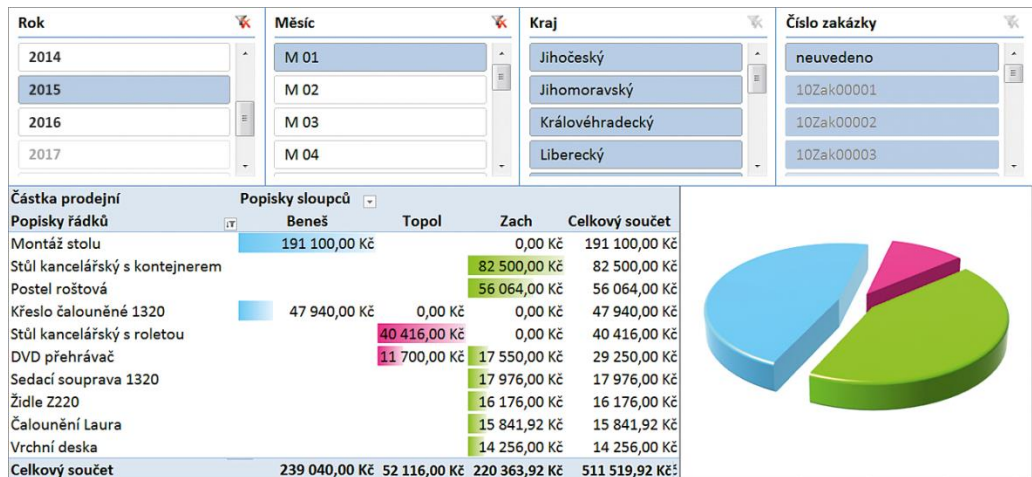 Rok
2014
2015
2016
2017
Měsíc
M 01
M 02
M 03
M 04
Kraj
Jihočeský
Jihomoravský
Královéhradecký
Liberecký
Číslo zakázky
neuvedeno
10Zak00001
10Zak00002
10Zak00003
Částka prodejní Popisky sloupců
Popisky řádků Beneš Topol Zach Celkový součet
Montáž stolu 191 100,00 Kč 0,00 Kč 191 100,00 Kč
Stůl kancelářský s kontejnerem 82 500,00 Kč 82 500,00 Kč
Postel roštová 56 064,00 Kč 56 064,00 Kč
Křeslo čalouněné 1320 47 940,00 Kč 0,00 Kč 0,00 Kč 47 940,00 Kč
Stůl kancelářský s roletou 40 416,00 Kč 0,00 Kč 40 416,00 Kč
DVD přehrávač 11 700,00 Kč 17 550,00 Kč 29 250,00 Kč
Sedací souprava 1320 17 976,00 Kč 17 976,00 Kč
Židle Z220 16 176,00 Kč 16 176,00 Kč
Čalounění Laura 15 841,92 Kč 15 841,92 Kč
Vrchní deska 14 256,00 Kč 14 256,00 Kč
Celkový součet 239 040,00 Kč 52 116,00 Kč 220 363,92 Kč 511 519,92 Kč